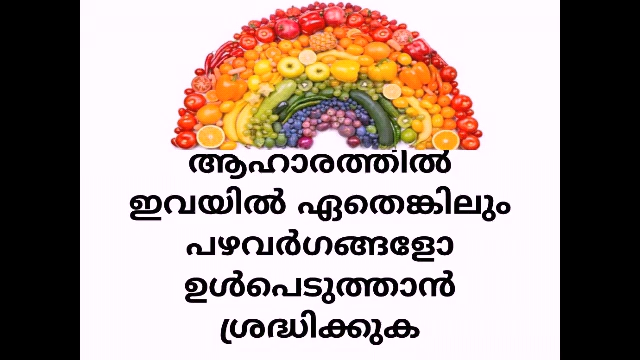 ആഹാരത്തിൽ
ഇവയിൽ ഏതെങ്കിലും
പഴവർഗങ്ങളോ
ഉൾപെടുത്താൻ
ശ്രദ്ധിക്കുക